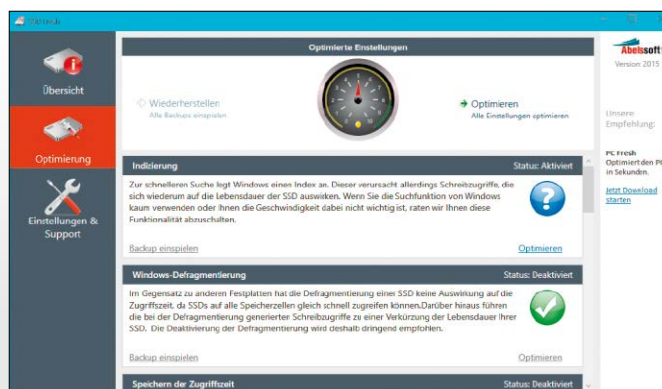 SSD Fresh
Übersicht
Optimierung
Einstellungen &
Support
Optimierte Einstellungen
Wiederherstellen
Alle Backups einspielen
Optimieren
Alle Einstellungen optimieren
Indizierung Status: Aktiviert
Zur schnelleren Suche legt Windows einen Index an. Dieser verursacht allerdings Schreibzugriffe, die
sich wiederum auf die Lebensdauer der SSD auswirken. Wenn Sie die Suchfunktion von Windows
kaum verwenden oder Ihnen die Geschwindigkeit dabei nicht wichtig ist, raten wir Ihnen diese
Funktionalität abzuschalten.
Backup einspielen Optimieren
Windows-Defragmentierung Status: Deaktiviert
Im Gegensatz zu anderen Festplatten hat die Defragmentierung einer SSD keine Auswirkung auf die
Zugriffszeit, da SSDs auf alle Speicherzellen gleich schnell zugreifen können.Darüber hinaus führen
die bei der Defragmentierung generierter Schreibzugriffe zu einer Verkürzung der Lebensdauer Ihrer
SSD. Die Deaktivierung der Defragmentierung wird deshalb dringend empfohlen.
Backup einspielen Optimieren
Speichern der Zugriffszeit Status: Deaktiviert
Abelssoft
Version 2015
Unsere
Empfehlung:
PC Fresh
Optimiert den PC
in Sekunden.
Jetzt Download
starten